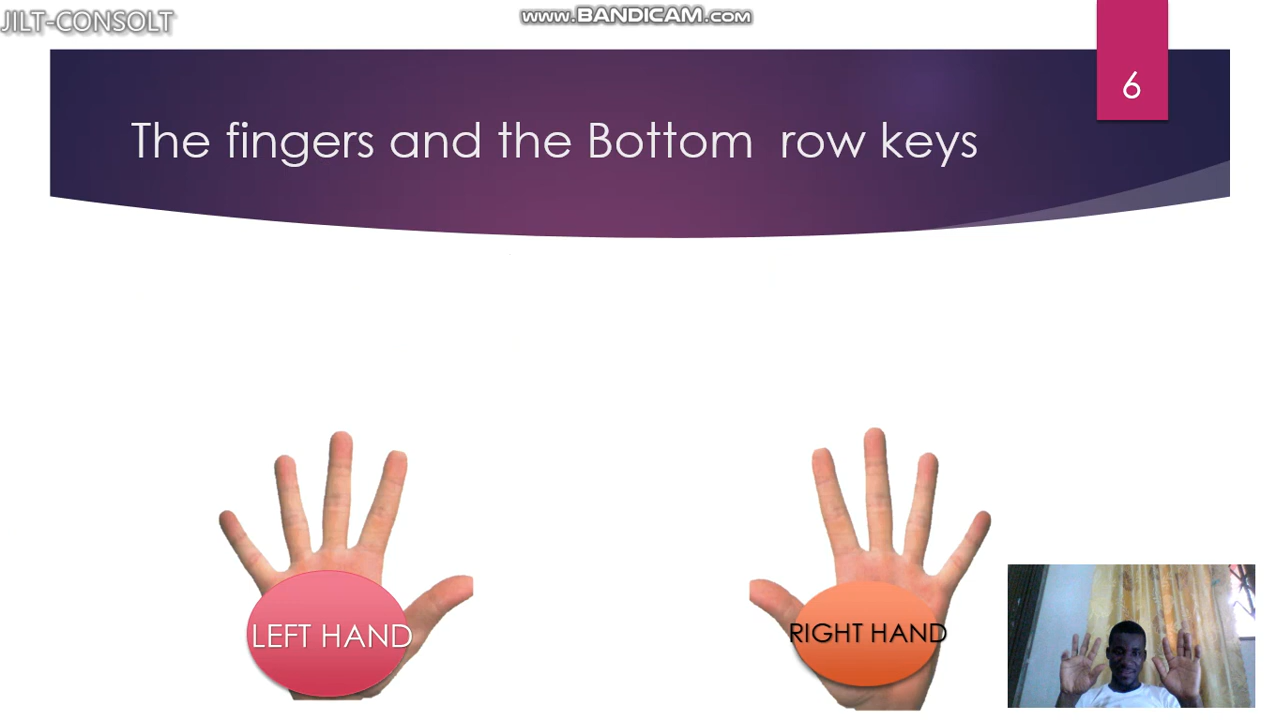 JILT-CONSOLT
www.BANDICAM.com
6
The fingers and the Bottom row keys
LEFT HAND
RIGHT HAND